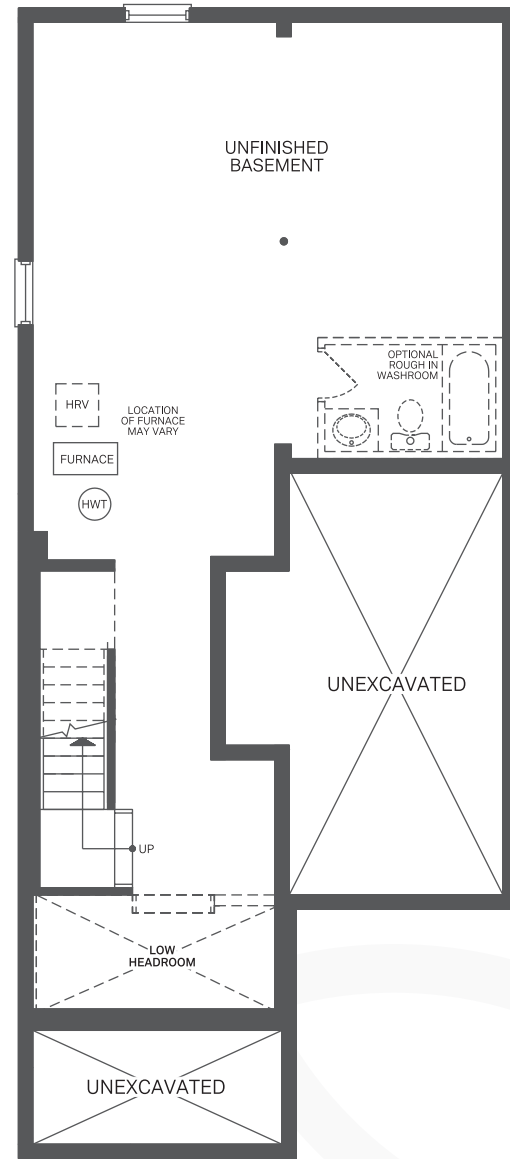 UNFINISHED
BASEMENT
OPTIONAL
ROUGH IN
WASHROOM
HRV
LOCATION
OF FURNACE
MAY VARY
FURNACE
HWT
UNEXCAVATED
UP
LOW
HEADROOM
UNEXCAVATED